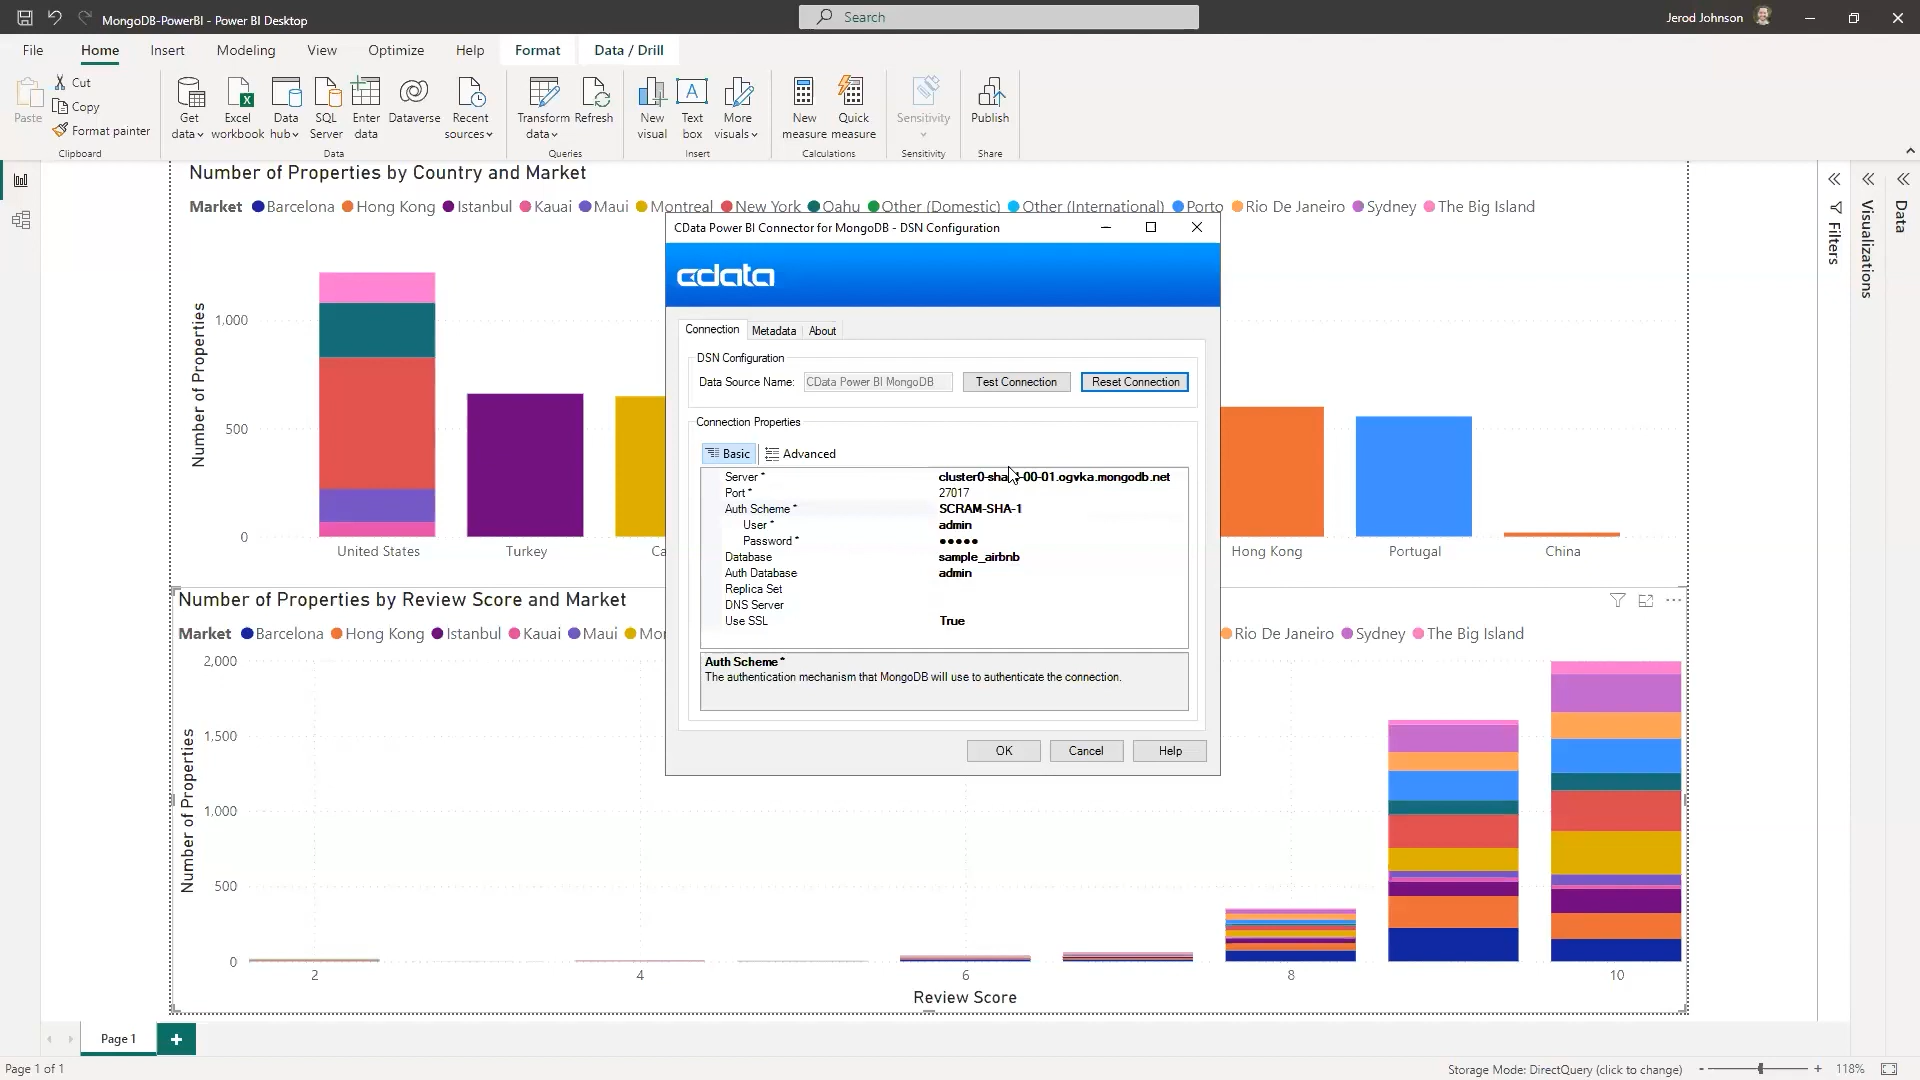 MongoDB-PowerBI - Power BI Desktop
Search
Jerod Johnson
File Home Insert Modeling View Optimize Help Format Data / Drill
Paste
Cut
Copy
Format painter
Clipboard
Get data
Excel workbook
Data hub
SQL Server
Enter data
Dataverse
Recent sources
Data
Transform data
Refresh
Queries
New visual
Text box
More visuals
Insert
New measure
Quick measure
Calculations
Sensitivity
Sensitivity
Publish
Share
Number of Properties by Country and Market
Market Barcelona Hong Kong Istanbul Kauai Maui Montreal New York Oahu Other (Domestic) Other (International) Porto Rio De Janeiro Sydney The Big Island
Number of Properties
1,000
500
0
United States Turkey Ca Hong Kong Portugal China
Filters
Visualizations
Data
CData Power BI Connector for MongoDB - DSN Configuration
cdata
Connection Metadata About
DSN Configuration
Data Source Name: CData Power BI MongoDB Test Connection Reset Connection
Connection Properties
Basic Advanced
Server * -00-01.ogvka.mongodb.net
Port * 27017
Auth Scheme * SCRAM-SHA-1
User * admin
Password * ●●●●●
Database sample_airbnb
Auth Database admin
Replica Set
DNS Server
Use SSL True
Auth Scheme *
The authentication mechanism that MongoDB will use to authenticate the connection.
OK Cancel Help
Number of Properties by Review Score and Market
Market Barcelona Hong Kong Istanbul Kauai Maui Mon Rio De Janeiro Sydney The Big Island
Number of Properties
2,000
1,500
1,000
500
0
2 4 6 8 10
Review Score
Page 1
+
Page 1 of 1
Storage Mode: DirectQuery (click to change) - + 118%